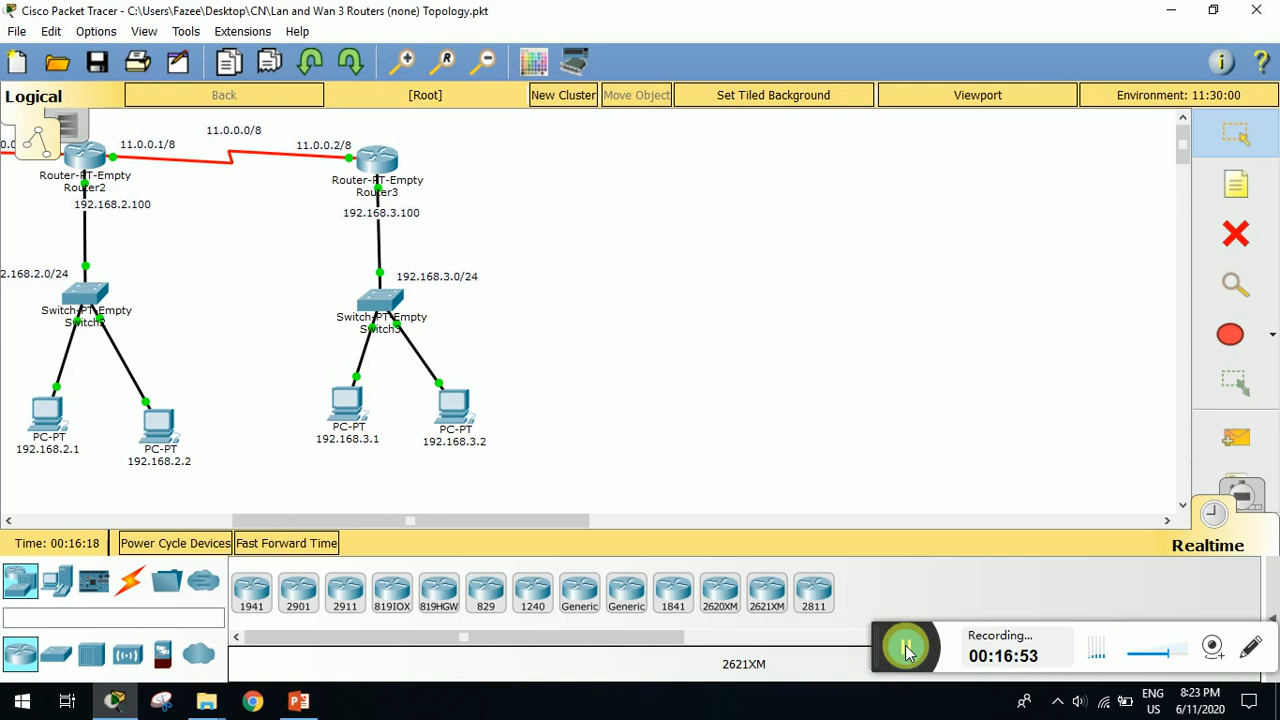 Cisco Packet Tracer - C:\Users\Fazee\Desktop\CN\Lan and Wan 3 Routers (none) Topology.pkt
File Edit Options View Tools Extensions Help
Logical Back [Root] New Cluster Move Object Set Tiled Background Viewport Environment: 11:30:00
11.0.0.0/8
11.0.0.1/8 11.0.0.2/8
Router-PT-Empty
Router2
192.168.2.100
Router-PT-Empty
Router3
192.168.3.100
2.168.2.0/24
192.168.3.0/24
Switch-PT-Empty
Switch2
Switch-PT-Empty
Switch3
PC-PT
192.168.2.1
PC-PT
192.168.2.2
PC-PT
192.168.3.1
PC-PT
192.168.3.2
Time: 00:16:18 Power Cycle Devices Fast Forward Time Realtime
1941 2901 2911 819IOX 819HGW 829 1240 Generic Generic 1841 2620XM 2621XM 2811
2621XM
Recording...
00:16:53
ENG
US
8:23 PM
6/11/2020